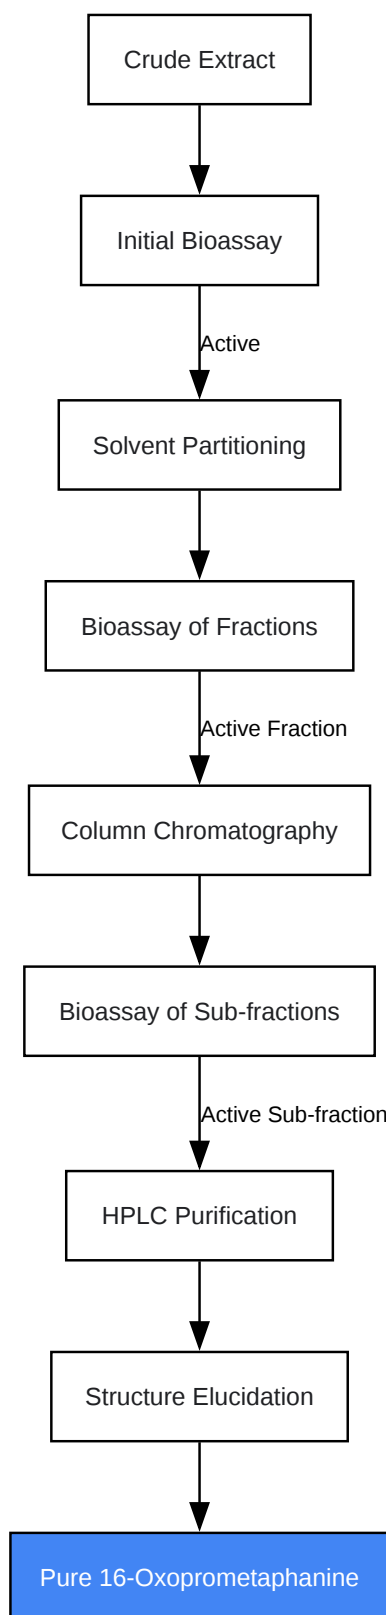 Crude Extract
Initial Bioassay
Active
Solvent Partitioning
Bioassay of Fractions
Active Fraction
Column Chromatography
Bioassay of Sub-fractions
Active Sub-fraction
HPLC Purification
Structure Elucidation
Pure 16-Oxoprometaphanine